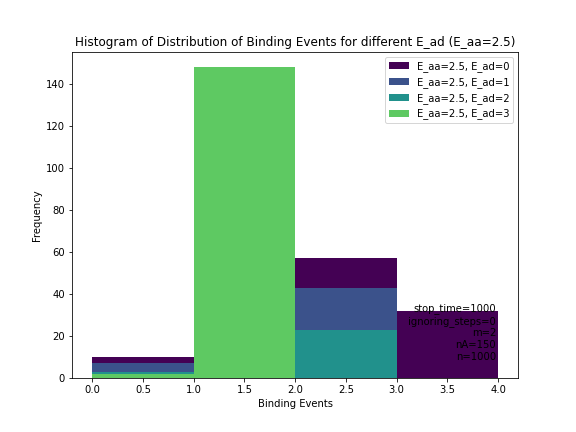 Histogram of Distribution of Binding Events for different E_ad (E_aa=2.5)
E_aa=2.5, E_ad=0
E_aa=2.5, E_ad=1
E_aa=2.5, E_ad=2
E_aa=2.5, E_ad=3
Frequency
140
120
100
80
60
40
20
0
stop_time=1000
ignoring_steps=0
m=2
nA=150
n=1000
0.0 0.5 1.0 1.5 2.0 2.5 3.0 3.5 4.0
Binding Events